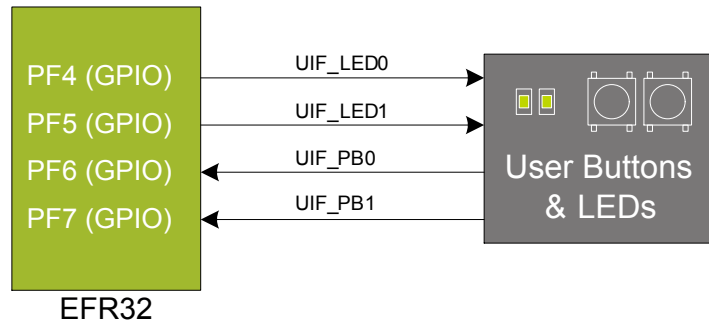 PF4 (GPIO)
PF5 (GPIO)
PF6 (GPIO)
PF7 (GPIO)
EFR32
UIF_LED0
UIF_LED1
UIF_PB0
UIF_PB1
User Buttons
& LEDs